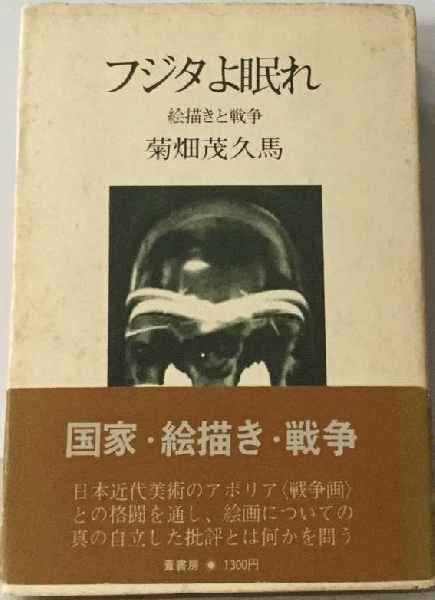 フジタよ眠れ
絵描きと戦争
菊畑茂久馬
国家・絵描き・戦争
日本近代美術のアポリア〈戦争画〉
との格闘を通し、絵画についての
真の自立した批評とは何かを問う
葦書房 ● 1300円